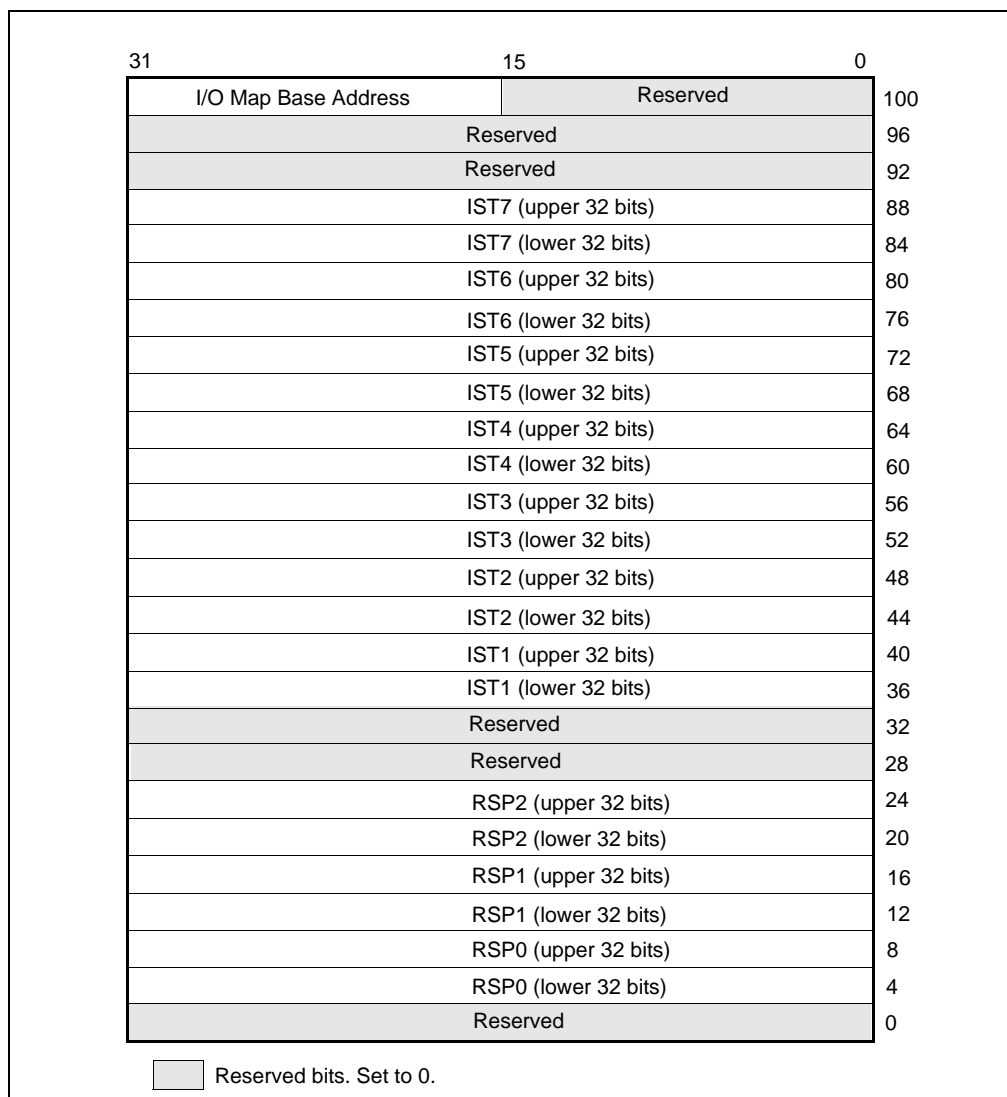 31 15 0
I/O Map Base Address Reserved 100
Reserved 96
Reserved 92
IST7 (upper 32 bits) 88
IST7 (lower 32 bits) 84
IST6 (upper 32 bits) 80
IST6 (lower 32 bits) 76
IST5 (upper 32 bits) 72
IST5 (lower 32 bits) 68
IST4 (upper 32 bits) 64
IST4 (lower 32 bits) 60
IST3 (upper 32 bits) 56
IST3 (lower 32 bits) 52
IST2 (upper 32 bits) 48
IST2 (lower 32 bits) 44
IST1 (upper 32 bits) 40
IST1 (lower 32 bits) 36
Reserved 32
Reserved 28
RSP2 (upper 32 bits) 24
RSP2 (lower 32 bits) 20
RSP1 (upper 32 bits) 16
RSP1 (lower 32 bits) 12
RSP0 (upper 32 bits) 8
RSP0 (lower 32 bits) 4
Reserved 0
Reserved bits. Set to 0.